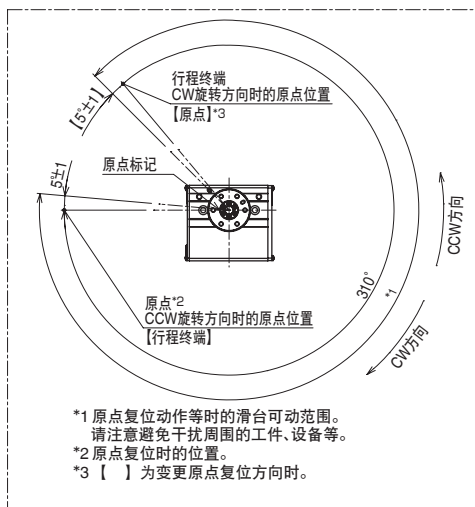 行程终端
CW旋转方向时的原点位置
【原点】*3
【5°±1】
5°±1
原点标记
CCW方向
310°
*1
CW方向
原点*2
CCW旋转方向时的原点位置
【行程终端】
*1 原点复位动作等时的滑台可动范围。
请注意避免干扰周围的工件、设备等。
*2 原点复位时的位置。
*3 【 】为变更原点复位方向时。